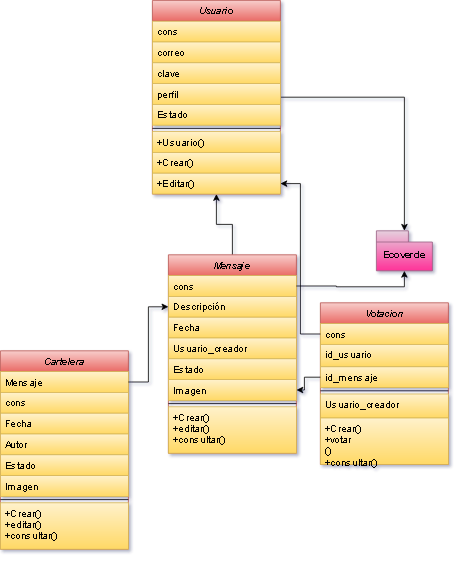 Usuario
cons
correo
clave
perfil
Estado
+Usuario()
+Crear()
+Editar()
Ecoverde
Mensaje
cons
Descripción
Fecha
Usuario_creador
Estado
Imagen
+Crear()
+editar()
+consultar()
Votacion
cons
id_usuario
id_mensaje
Usuario_creador
+Crear()
+votar
()
+consultar()
Cartelera
Mensaje
cons
Fecha
Autor
Estado
Imagen
+Crear()
+editar()
+consultar()